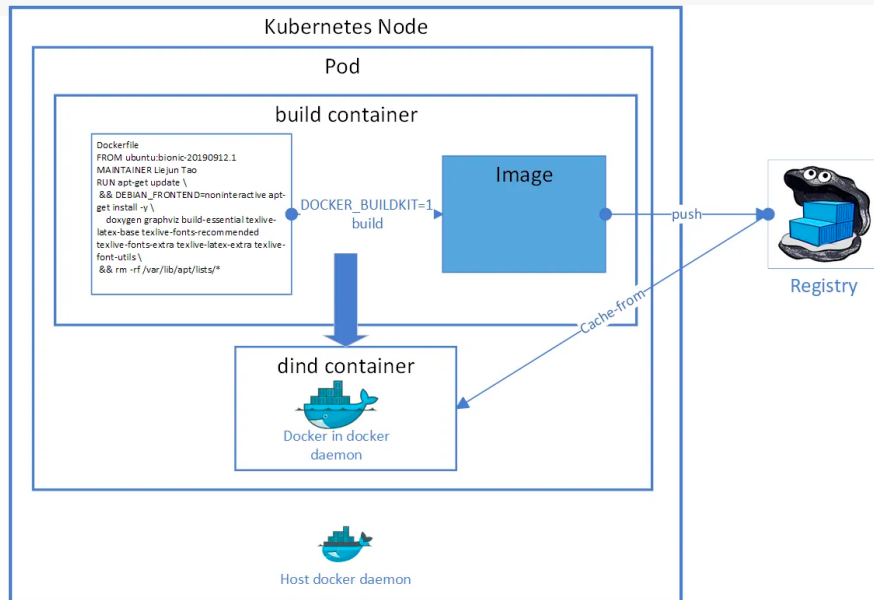 Kubernetes Node
Pod
build container
Dockerfile
FROM ubuntu:bionic-20190912.1
MAINTAINER Liejun Tao
RUN apt-get update \
&& DEBIAN_FRONTEND=noninteractive apt-
get install -y \
doxygen graphviz build-essential texlive-
latex-base texlive-fonts-recommended
texlive-fonts-extra texlive-latex-extra texlive-
font-utils \
&& rm -rf /var/lib/apt/lists/*
DOCKER_BUILDKIT=1
build
Image
push
Registry
Cache-from
dind container
Docker in docker
daemon
Host docker daemon